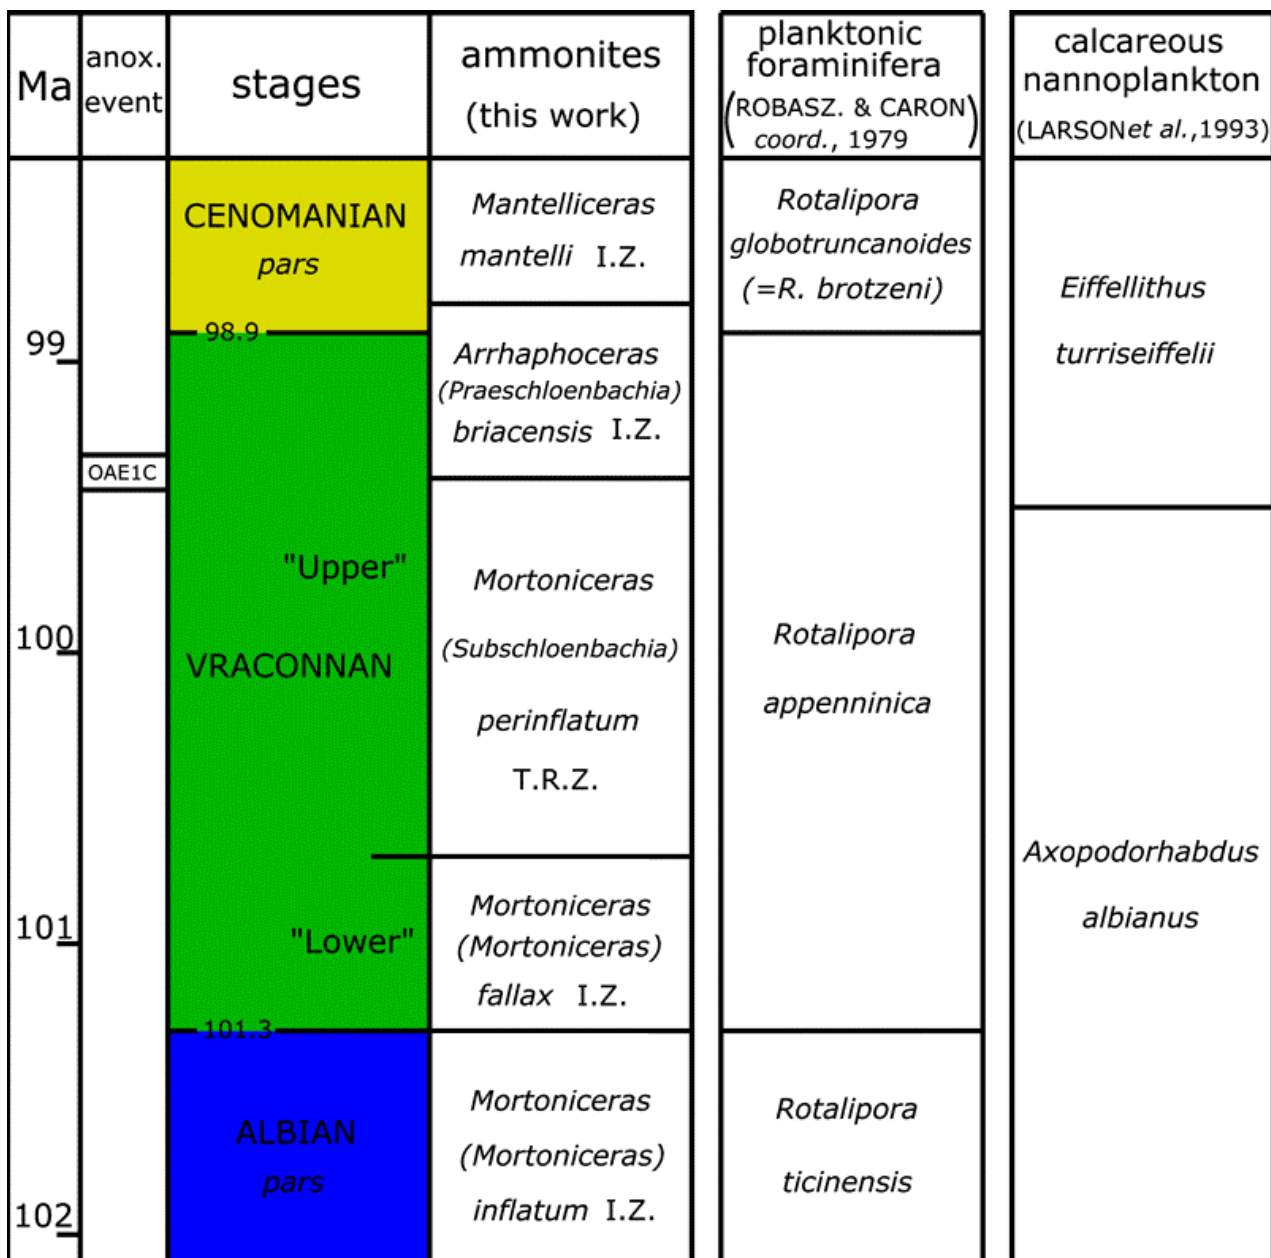 Ma
anox.
event
stages
ammonites
(this work)
planktonic
foraminifera
(ROBASZ. & CARON)
coord., 1979
calcareous
nannoplankton
(LARSON et al.,1993)
99
100
101
102
OAE1C
CENOMANIAN
pars
98.9
"Upper"
VRACONNAN
"Lower"
101.3
ALBIAN
pars
Mantelliceras
mantelli I.Z.
Arrhaphoceras
(Praeschloenbachia)
briacensis I.Z.
Mortoniceras
(Subschloenbachia)
perinflatum
T.R.Z.
Mortoniceras
(Mortoniceras)
fallax I.Z.
Mortoniceras
(Mortoniceras)
inflatum I.Z.
Rotalipora
globotruncanoides
(=R. brotzeni)
Rotalipora
appenninica
Rotalipora
ticinensis
Eiffellithus
turriseiffelii
Axopodorhabdus
albianus